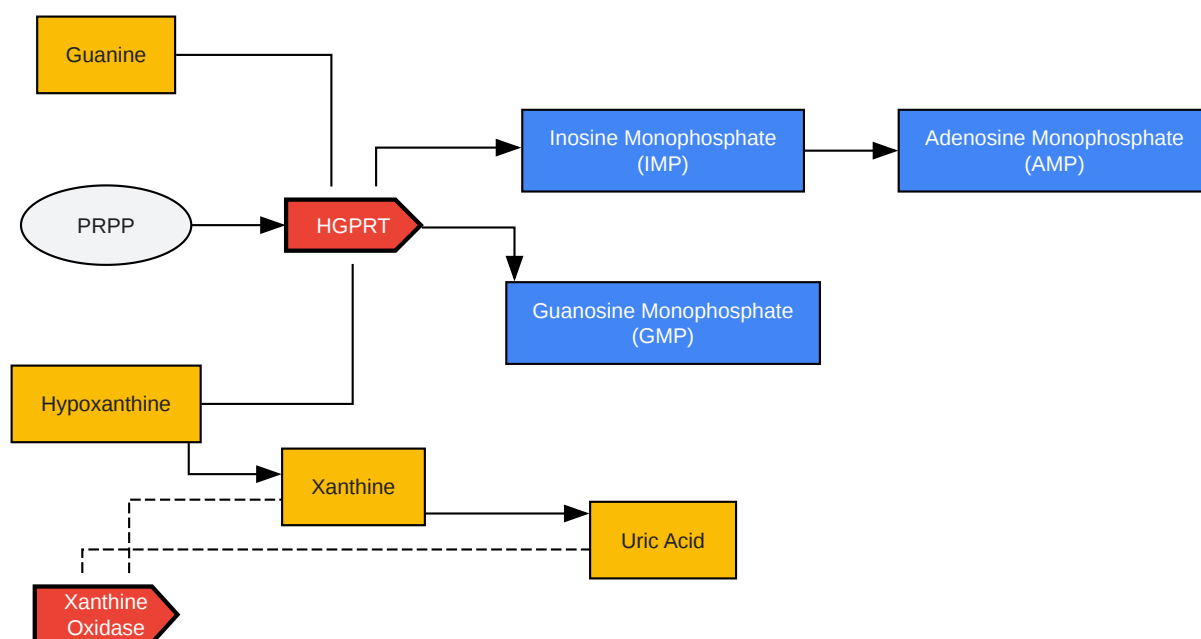 Guanine
Inosine Monophosphate
(IMP)
Adenosine Monophosphate
(AMP)
PRPP
HGPRT
Guanosine Monophosphate
(GMP)
Hypoxanthine
Xanthine
Uric Acid
Xanthine
Oxidase